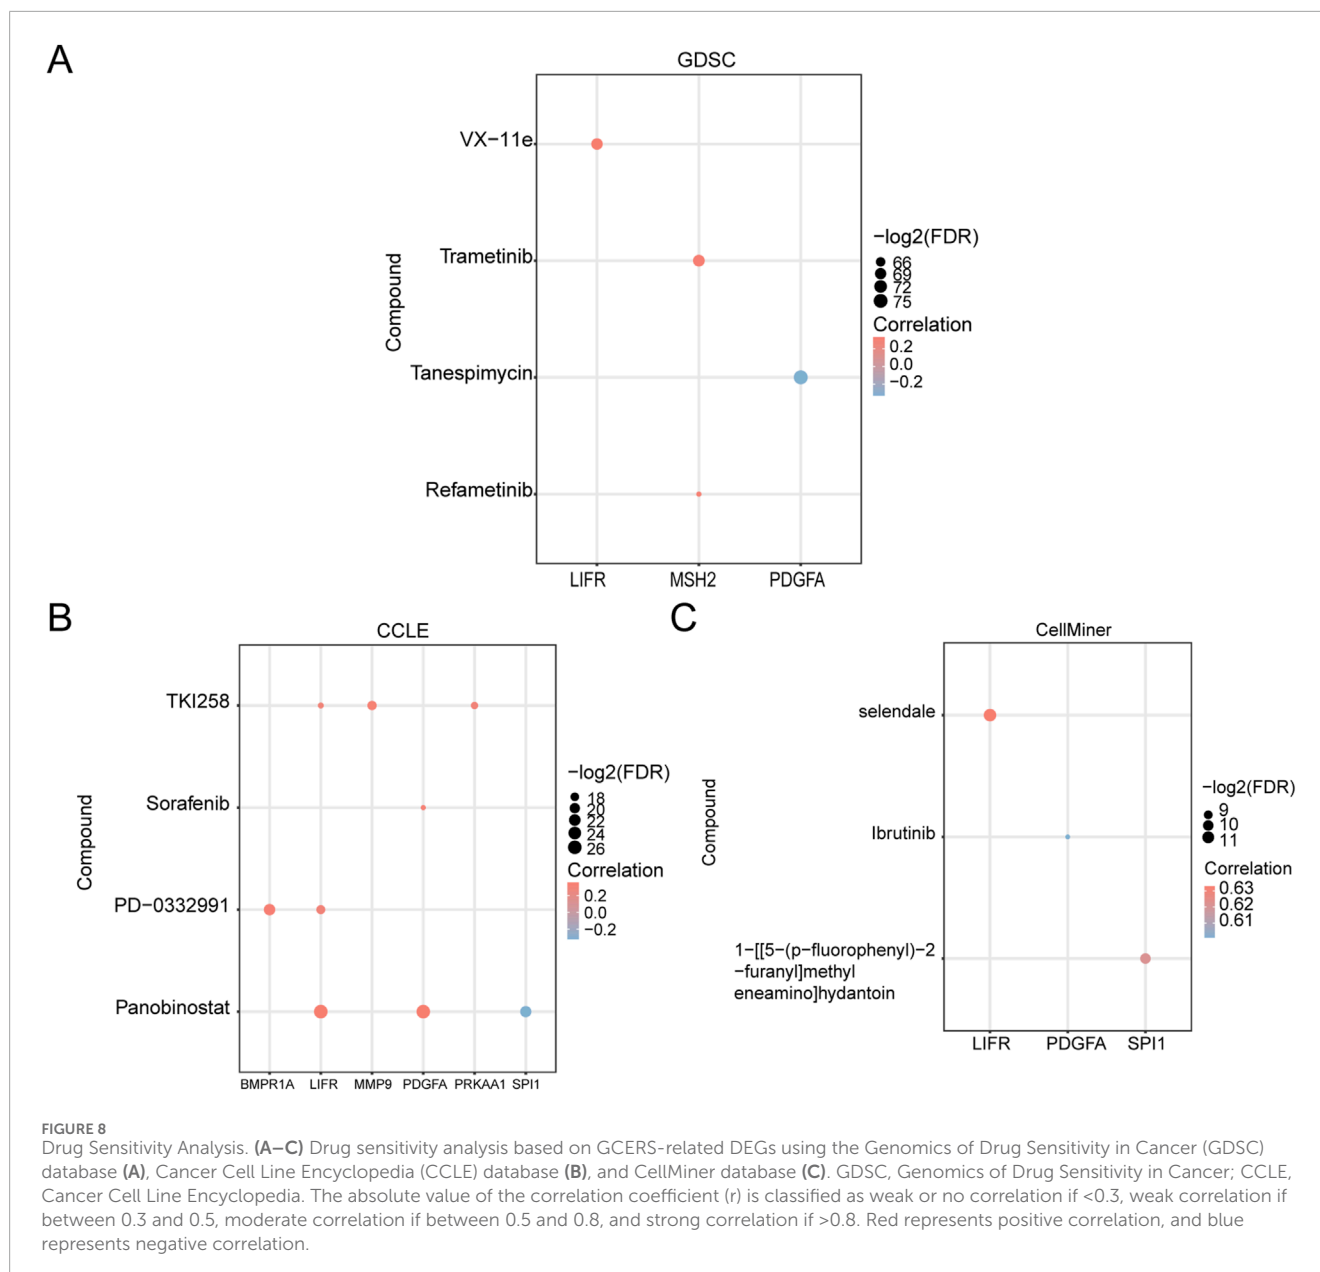 A
GDSC
VX−11e
Trametinib
Tanespimycin
Refametinib
Compound
LIFR MSH2 PDGFA
−log2(FDR)
66
69
72
75
Correlation
0.2
0.0
−0.2
B
CCLE
TKI258
Sorafenib
PD−0332991
Panobinostat
Compound
BMPR1A LIFR MMP9 PDGFA PRKAA1 SPI1
−log2(FDR)
18
20
22
24
26
Correlation
0.2
0.0
−0.2
C
CellMiner
selendale
Ibrutinib
1−[[5−(p−fluorophenyl)−2
−furanyl]methyl
eneamino]hydantoin
Compound
LIFR PDGFA SPI1
−log2(FDR)
9
10
11
Correlation
0.63
0.62
0.61
FIGURE 8
Drug Sensitivity Analysis. (A–C) Drug sensitivity analysis based on GCERS-related DEGs using the Genomics of Drug Sensitivity in Cancer (GDSC)
database (A), Cancer Cell Line Encyclopedia (CCLE) database (B), and CellMiner database (C). GDSC, Genomics of Drug Sensitivity in Cancer; CCLE,
Cancer Cell Line Encyclopedia. The absolute value of the correlation coefficient (r) is classified as weak or no correlation if <0.3, weak correlation if
between 0.3 and 0.5, moderate correlation if between 0.5 and 0.8, and strong correlation if >0.8. Red represents positive correlation, and blue
represents negative correlation.